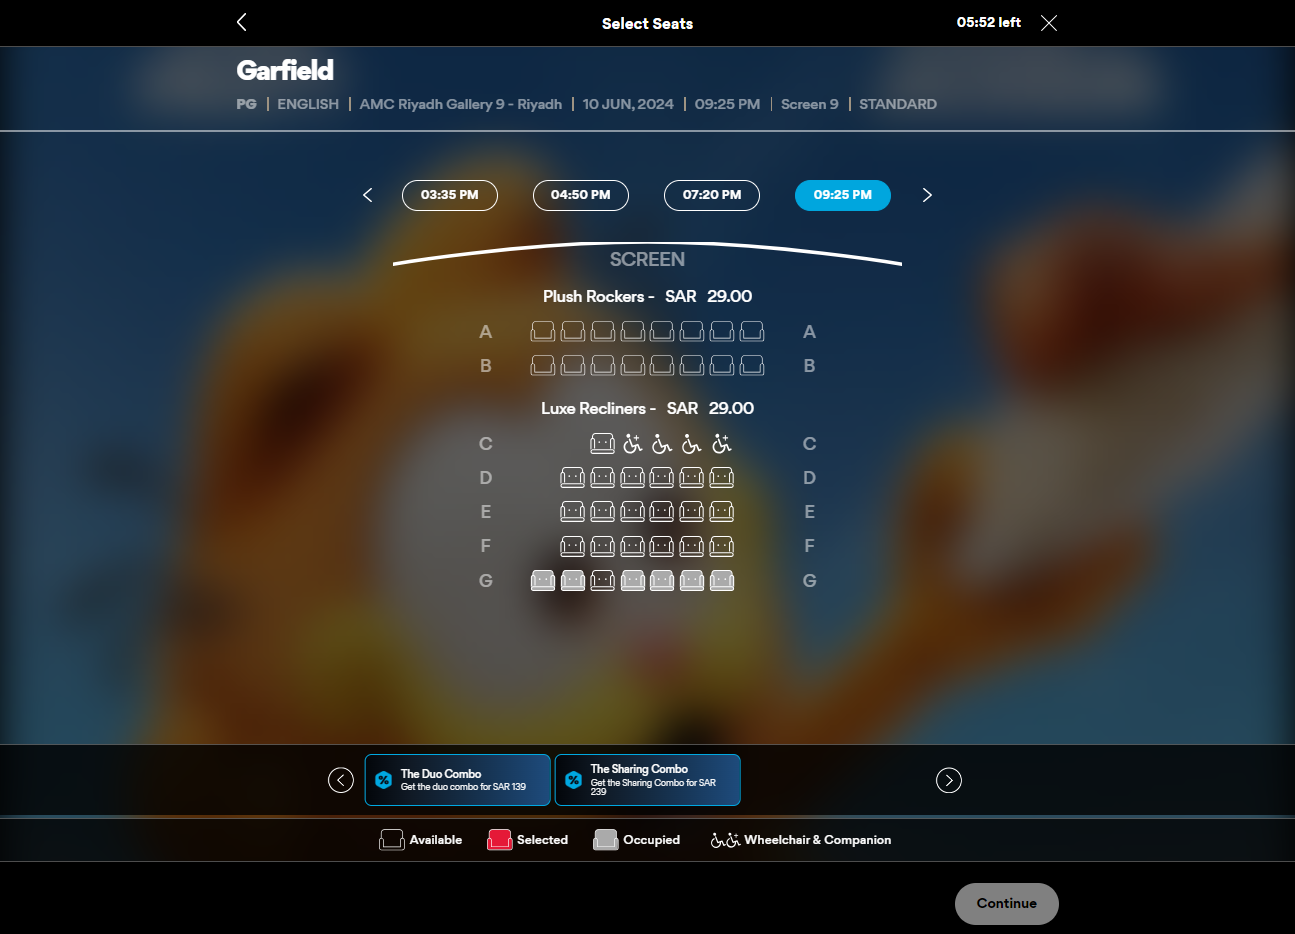 Select Seats
05:52 left
Garfield
PG | ENGLISH | AMC Riyadh Gallery 9 - Riyadh | 10 JUN, 2024 | 09:25 PM | Screen 9 | STANDARD
03:35 PM 04:50 PM 07:20 PM 09:25 PM
SCREEN
Plush Rockers - SAR 29.00
A A
B B
Luxe Recliners - SAR 29.00
C C
D D
E E
F F
G G
The Duo Combo
Get the duo combo for SAR 139
The Sharing Combo
Get the Sharing Combo for SAR
239
Available Selected Occupied Wheelchair & Companion
Continue